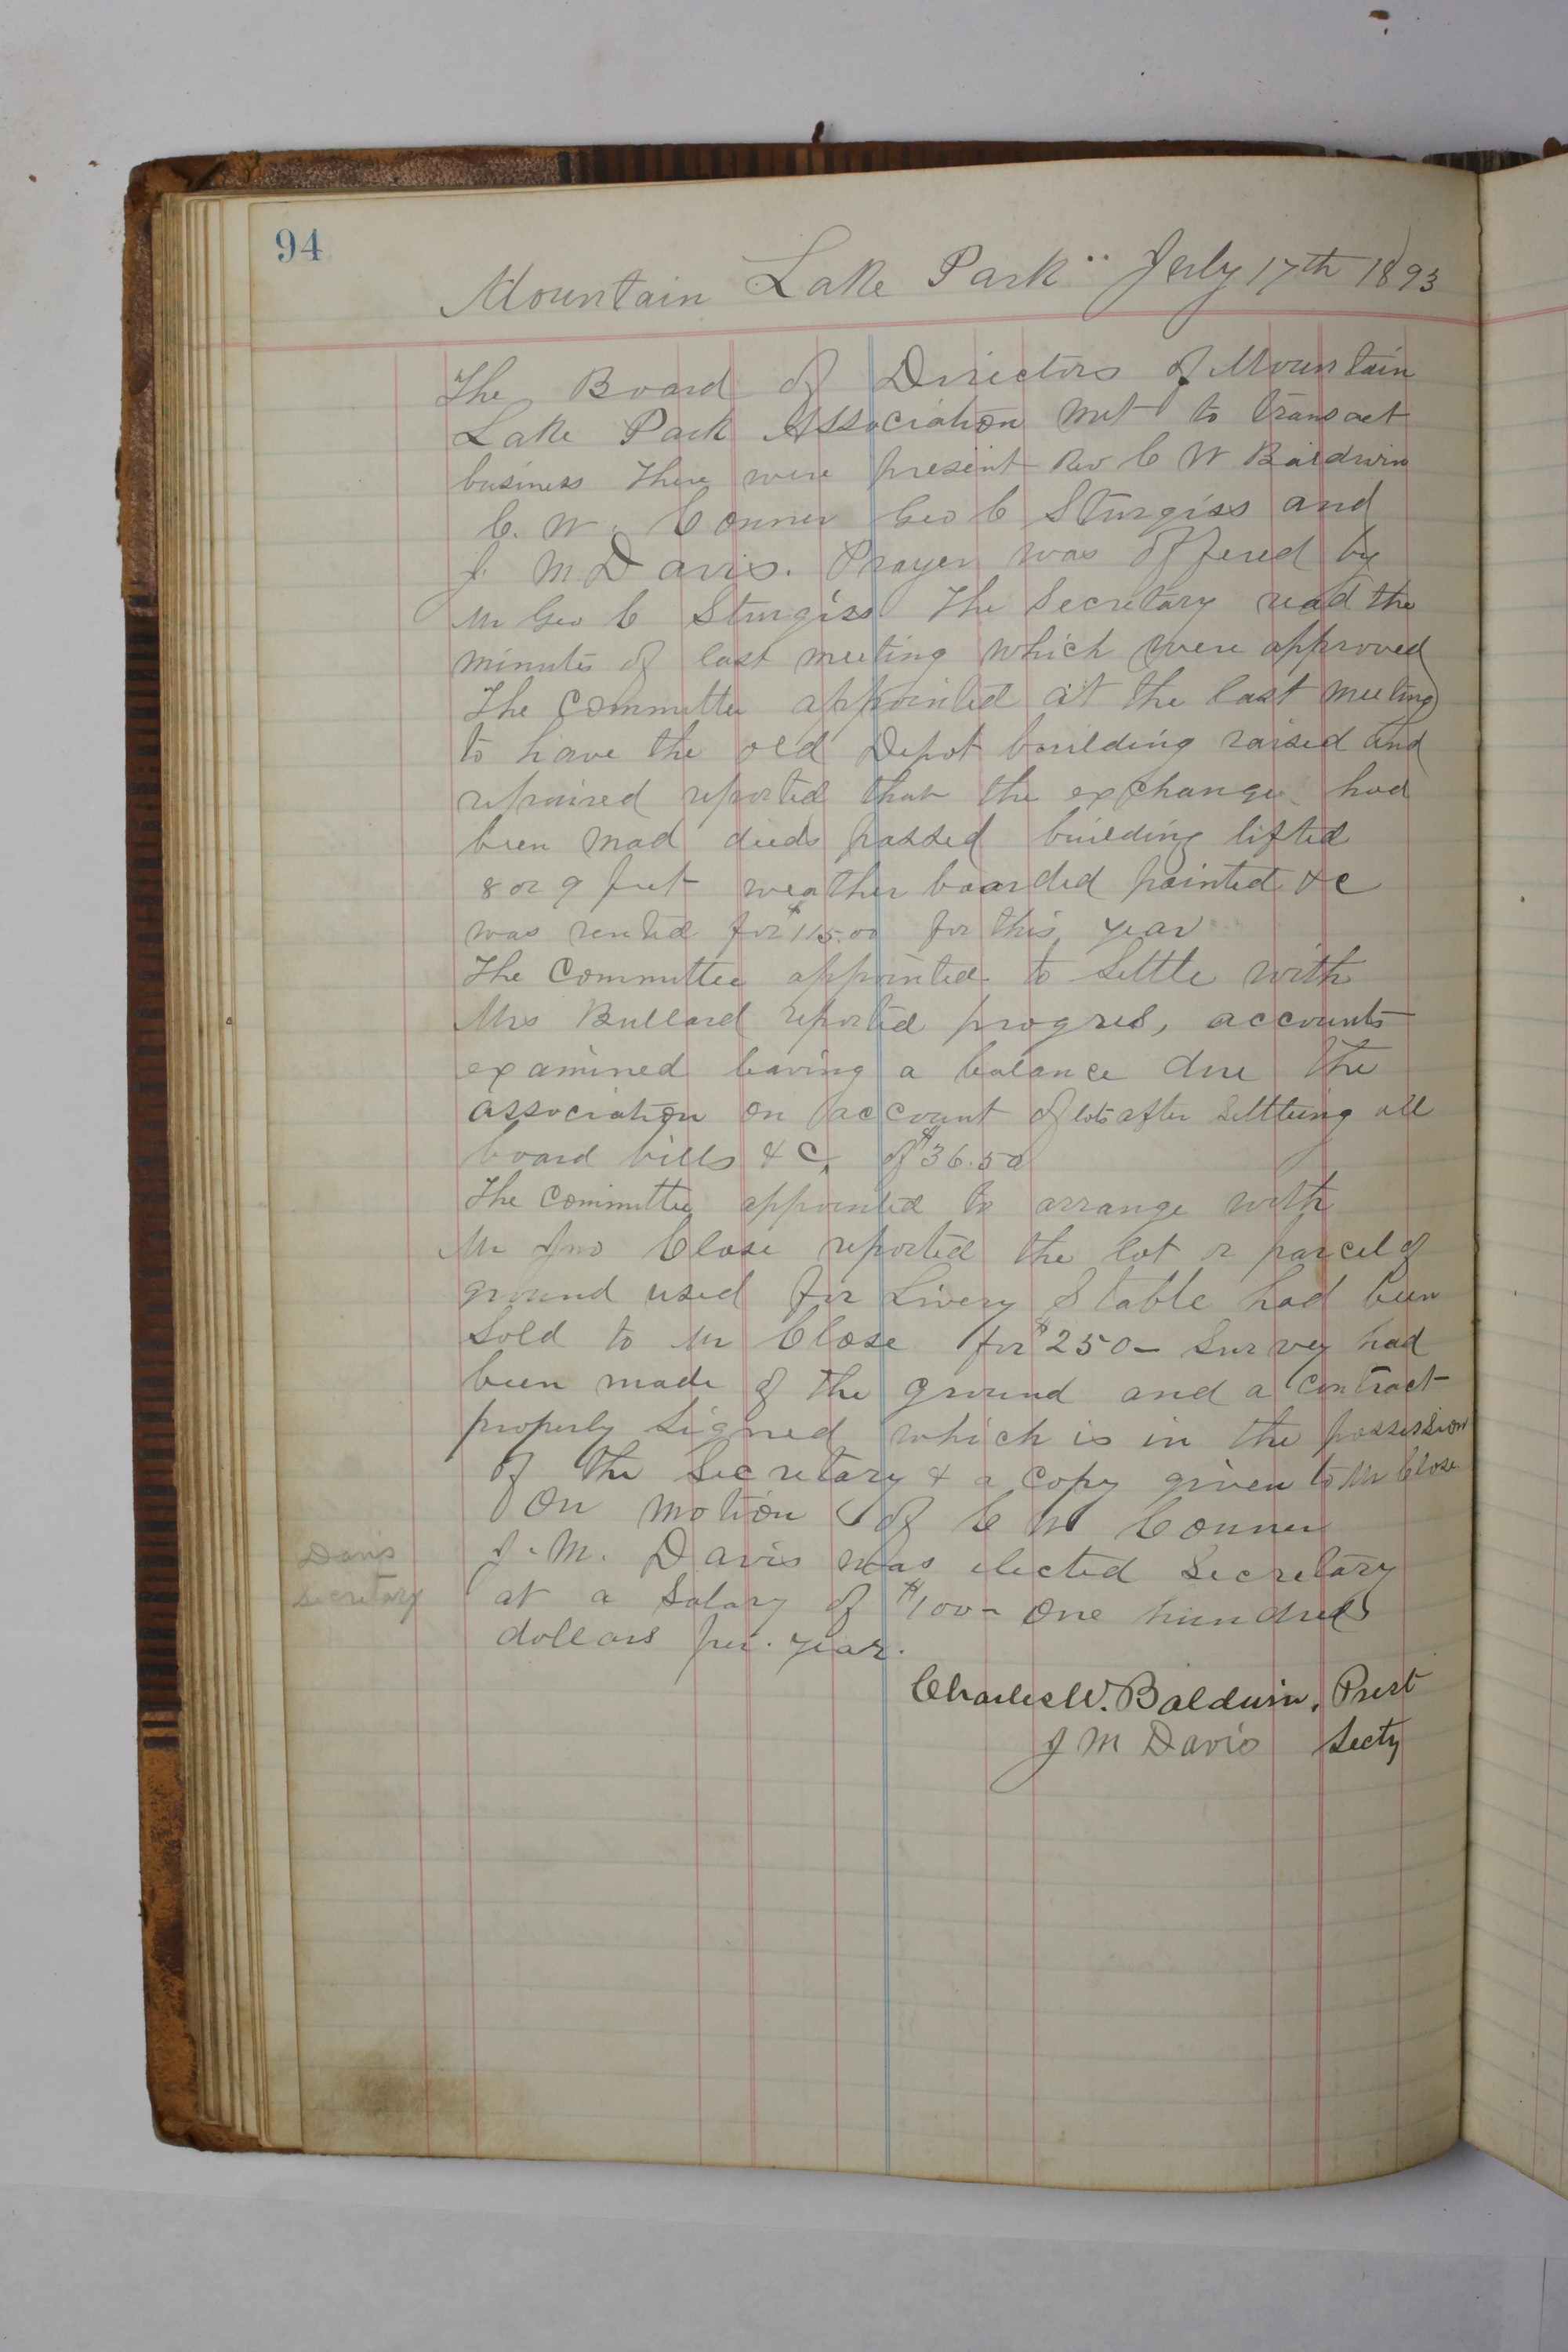 94
Mountain Lake Park July 17th 1893
The Board of Directors of Mountain
Lake Park Association met to transact
business There were present Rev C W Baldwin
C. W. Conner Geo C Sturgiss and
J. M Davis. Prayer was offered by
Mr Geo C Sturgiss. The Secretary read the
minutes of last meeting which were approved
The Committee appointed at the last meeting
to have the old Depot building raised and
repaired reported that the exchange had
been mad deeds passed building lifted
8 or 9 feet weather boarded painted &c
was rented for $115.00 for this year
The Committee appointed to Settle with
Mrs Bullard reported progres, accounts
examined leaving a balance due the
association on account of lots after settleing all
board bills & C. of $36.50
The Committee appointed to arrange with
Mr Jno Close reported the lot or parcel of
ground used for Livery Stable had been
Sold to Mr Close for $250- Survey had
been made of the ground and a contract
properly Signed which is in the possession
of the Secretary & a copy given to Mr Close
On motion of C W Conner
J. M. Davis was elected Secretary
Davis
Secretary
at a Salary of $100- One hundred
dollars per. year.
Charles W. Baldwin, Prest
J M Davis Secty